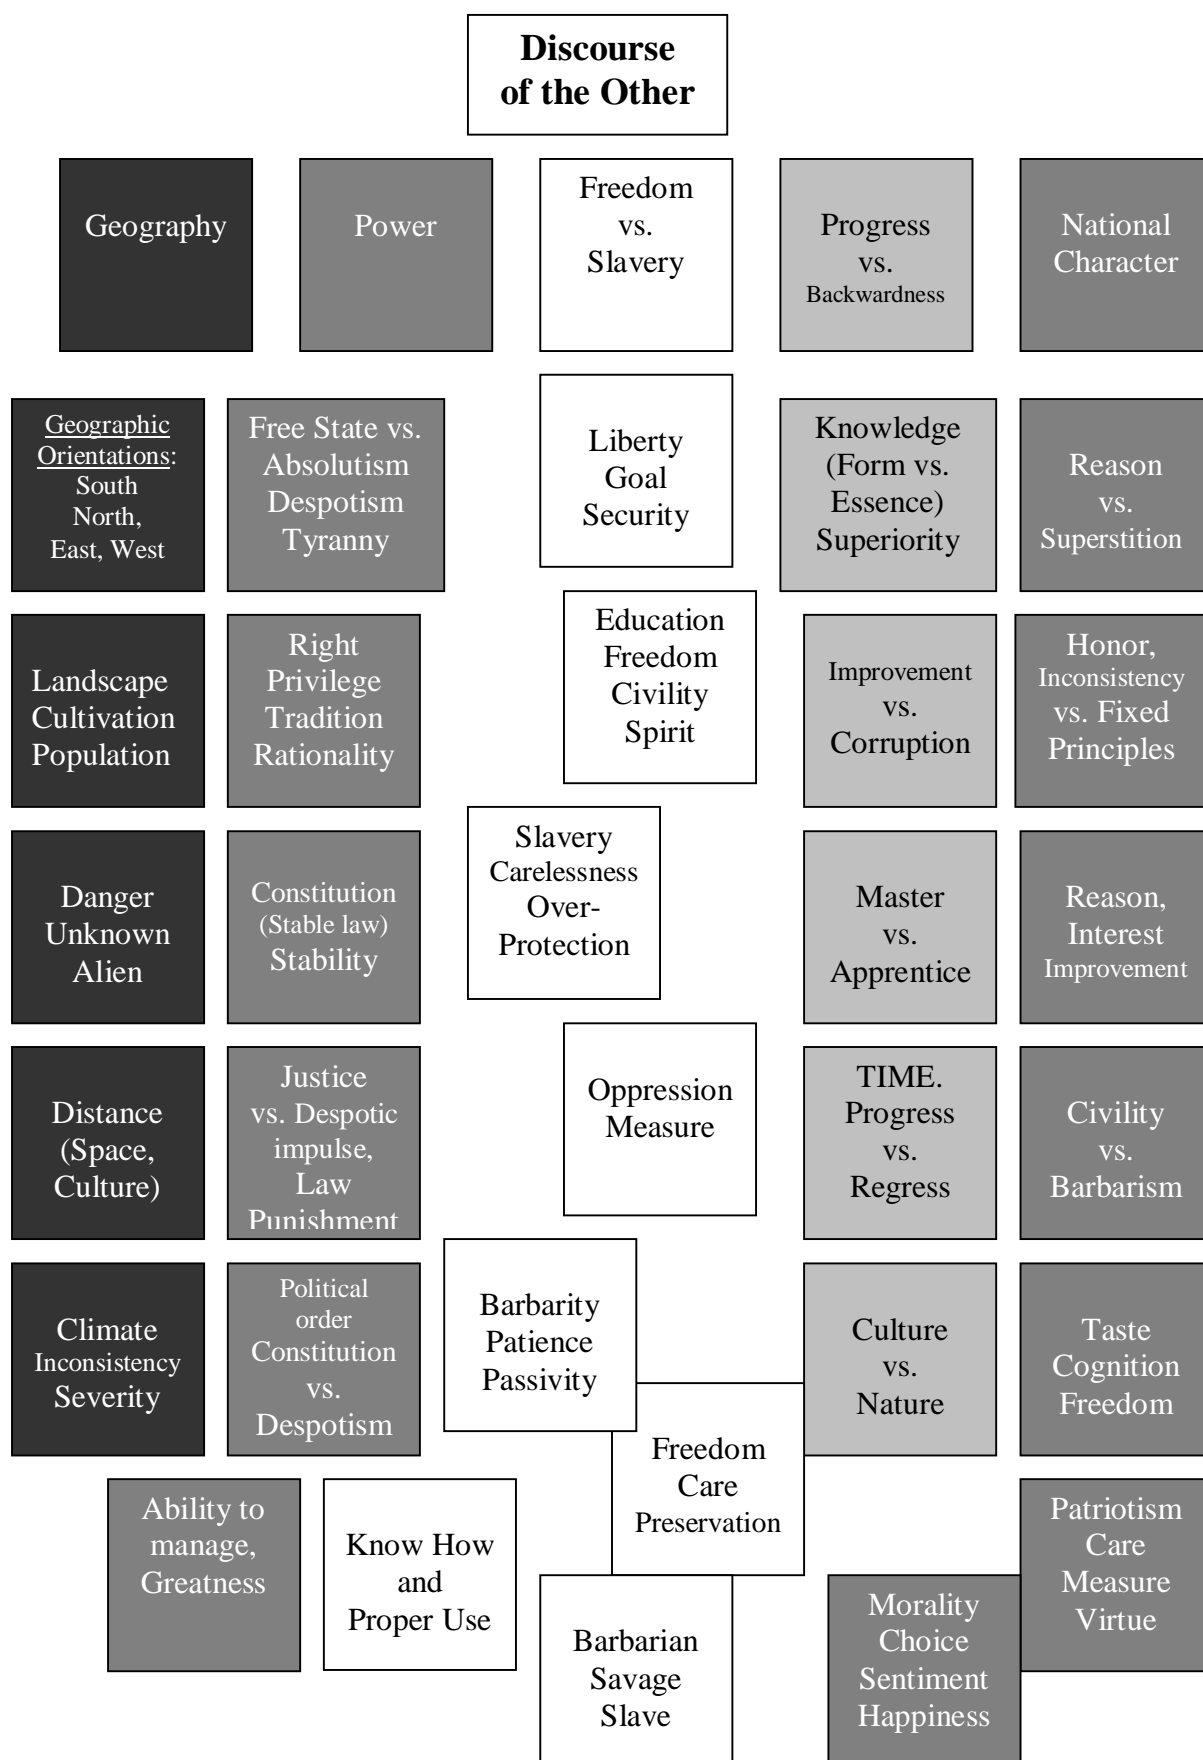 Discourse
of the Other
Geography
Power
Freedom
vs.
Slavery
Progress
vs.
Backwardness
National
Character
Geographic
Orientations:
South
North,
East, West
Free State vs.
Absolutism
Despotism
Tyranny
Liberty
Goal
Security
Knowledge
(Form vs.
Essence)
Superiority
Reason
vs.
Superstition
Landscape
Cultivation
Population
Right
Privilege
Tradition
Rationality
Education
Freedom
Civility
Spirit
Improvement
vs.
Corruption
Honor,
Inconsistency
vs. Fixed
Principles
Danger
Unknown
Alien
Constitution
(Stable law)
Stability
Slavery
Carelessness
Over-
Protection
Master
vs.
Apprentice
Reason,
Interest
Improvement
Distance
(Space,
Culture)
Justice
vs. Despotic
impulse,
Law
Punishment
Oppression
Measure
TIME.
Progress
vs.
Regress
Civility
vs.
Barbarism
Climate
Inconsistency
Severity
Political
order
Constitution
vs.
Despotism
Barbarity
Patience
Passivity
Culture
vs.
Nature
Taste
Cognition
Freedom
Freedom
Care
Preservation
Ability to
manage,
Greatness
Know How
and
Proper Use
Patriotism
Care
Measure
Virtue
Barbarian
Savage
Slave
Morality
Choice
Sentiment
Happiness